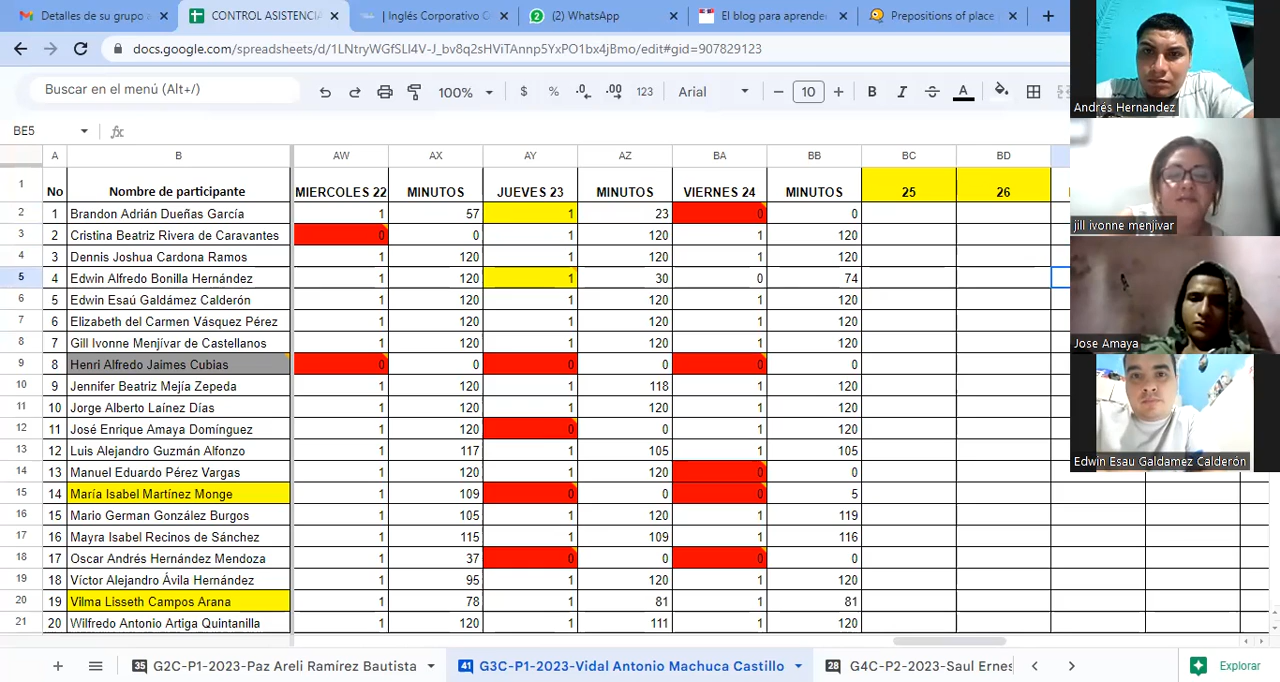 Detalles de su grupo a
CONTROL ASISTENCIA
Inglés Corporativo C
(2) WhatsApp
El blog para aprender
Prepositions of place
docs.google.com/spreadsheets/d/1LNtryWGfSLl4V-J_bv8q2sHViTAnnp5YxPO1bx4jBmo/edit#gid=907829123
Buscar en el menú (Alt+/)
100
$ % .0 .00 123 Arial 10 B I S A
BE5 fx
A B AW AX AY AZ BA BB BC BD
1 No Nombre de participante MIERCOLES 22 MINUTOS JUEVES 23 MINUTOS VIERNES 24 MINUTOS 25 26
2 1 Brandon Adrián Dueñas García 1 57 1 23 0 0
3 2 Cristina Beatriz Rivera de Caravantes 0 0 1 120 1 120
4 3 Dennis Joshua Cardona Ramos 1 120 1 120 1 120
5 4 Edwin Alfredo Bonilla Hernández 1 120 1 30 0 74
6 5 Edwin Esaú Galdámez Calderón 1 120 1 120 1 120
7 6 Elizabeth del Carmen Vásquez Pérez 1 120 1 120 1 120
8 7 Gill Ivonne Menjívar de Castellanos 1 120 1 120 1 120
9 8 Henri Alfredo Jaimes Cubias 0 0 0 0 0 0
10 9 Jennifer Beatriz Mejía Zepeda 1 120 1 118 1 120
11 10 Jorge Alberto Laínez Días 1 120 1 120 1 120
12 11 José Enrique Amaya Domínguez 1 120 0 0 1 120
13 12 Luis Alejandro Guzmán Alfonzo 1 17 1 105 1 105
14 13 Manuel Eduardo Pérez Vargas 1 120 1 120 0 0
15 14 María Isabel Martínez Monge 1 109 0 0 0 5
16 15 Mario German González Burgos 1 105 1 120 1 119
17 16 Mayra Isabel Recinos de Sánchez 1 115 1 109 1 116
18 17 Oscar Andrés Hernández Mendoza 1 37 0 0 0 0
19 18 Víctor Alejandro Ávila Hernández 1 95 1 120 1 120
20 19 Vilma Lisseth Campos Arana 1 78 1 81 1 81
21 20 Wilfredo Antonio Artiga Quintanilla 1 120 1 111 1 120
35 G2C-P1-2023-Paz Areli Ramírez Bautista
41 G3C-P1-2023-Vidal Antonio Machuca Castillo
28 G4C-P2-2023-Saul Ernes
Explorar
Andrés Hernandez
jill ivonne menjivar
Jose Amaya
Edwin Esau Galdamez Calderón